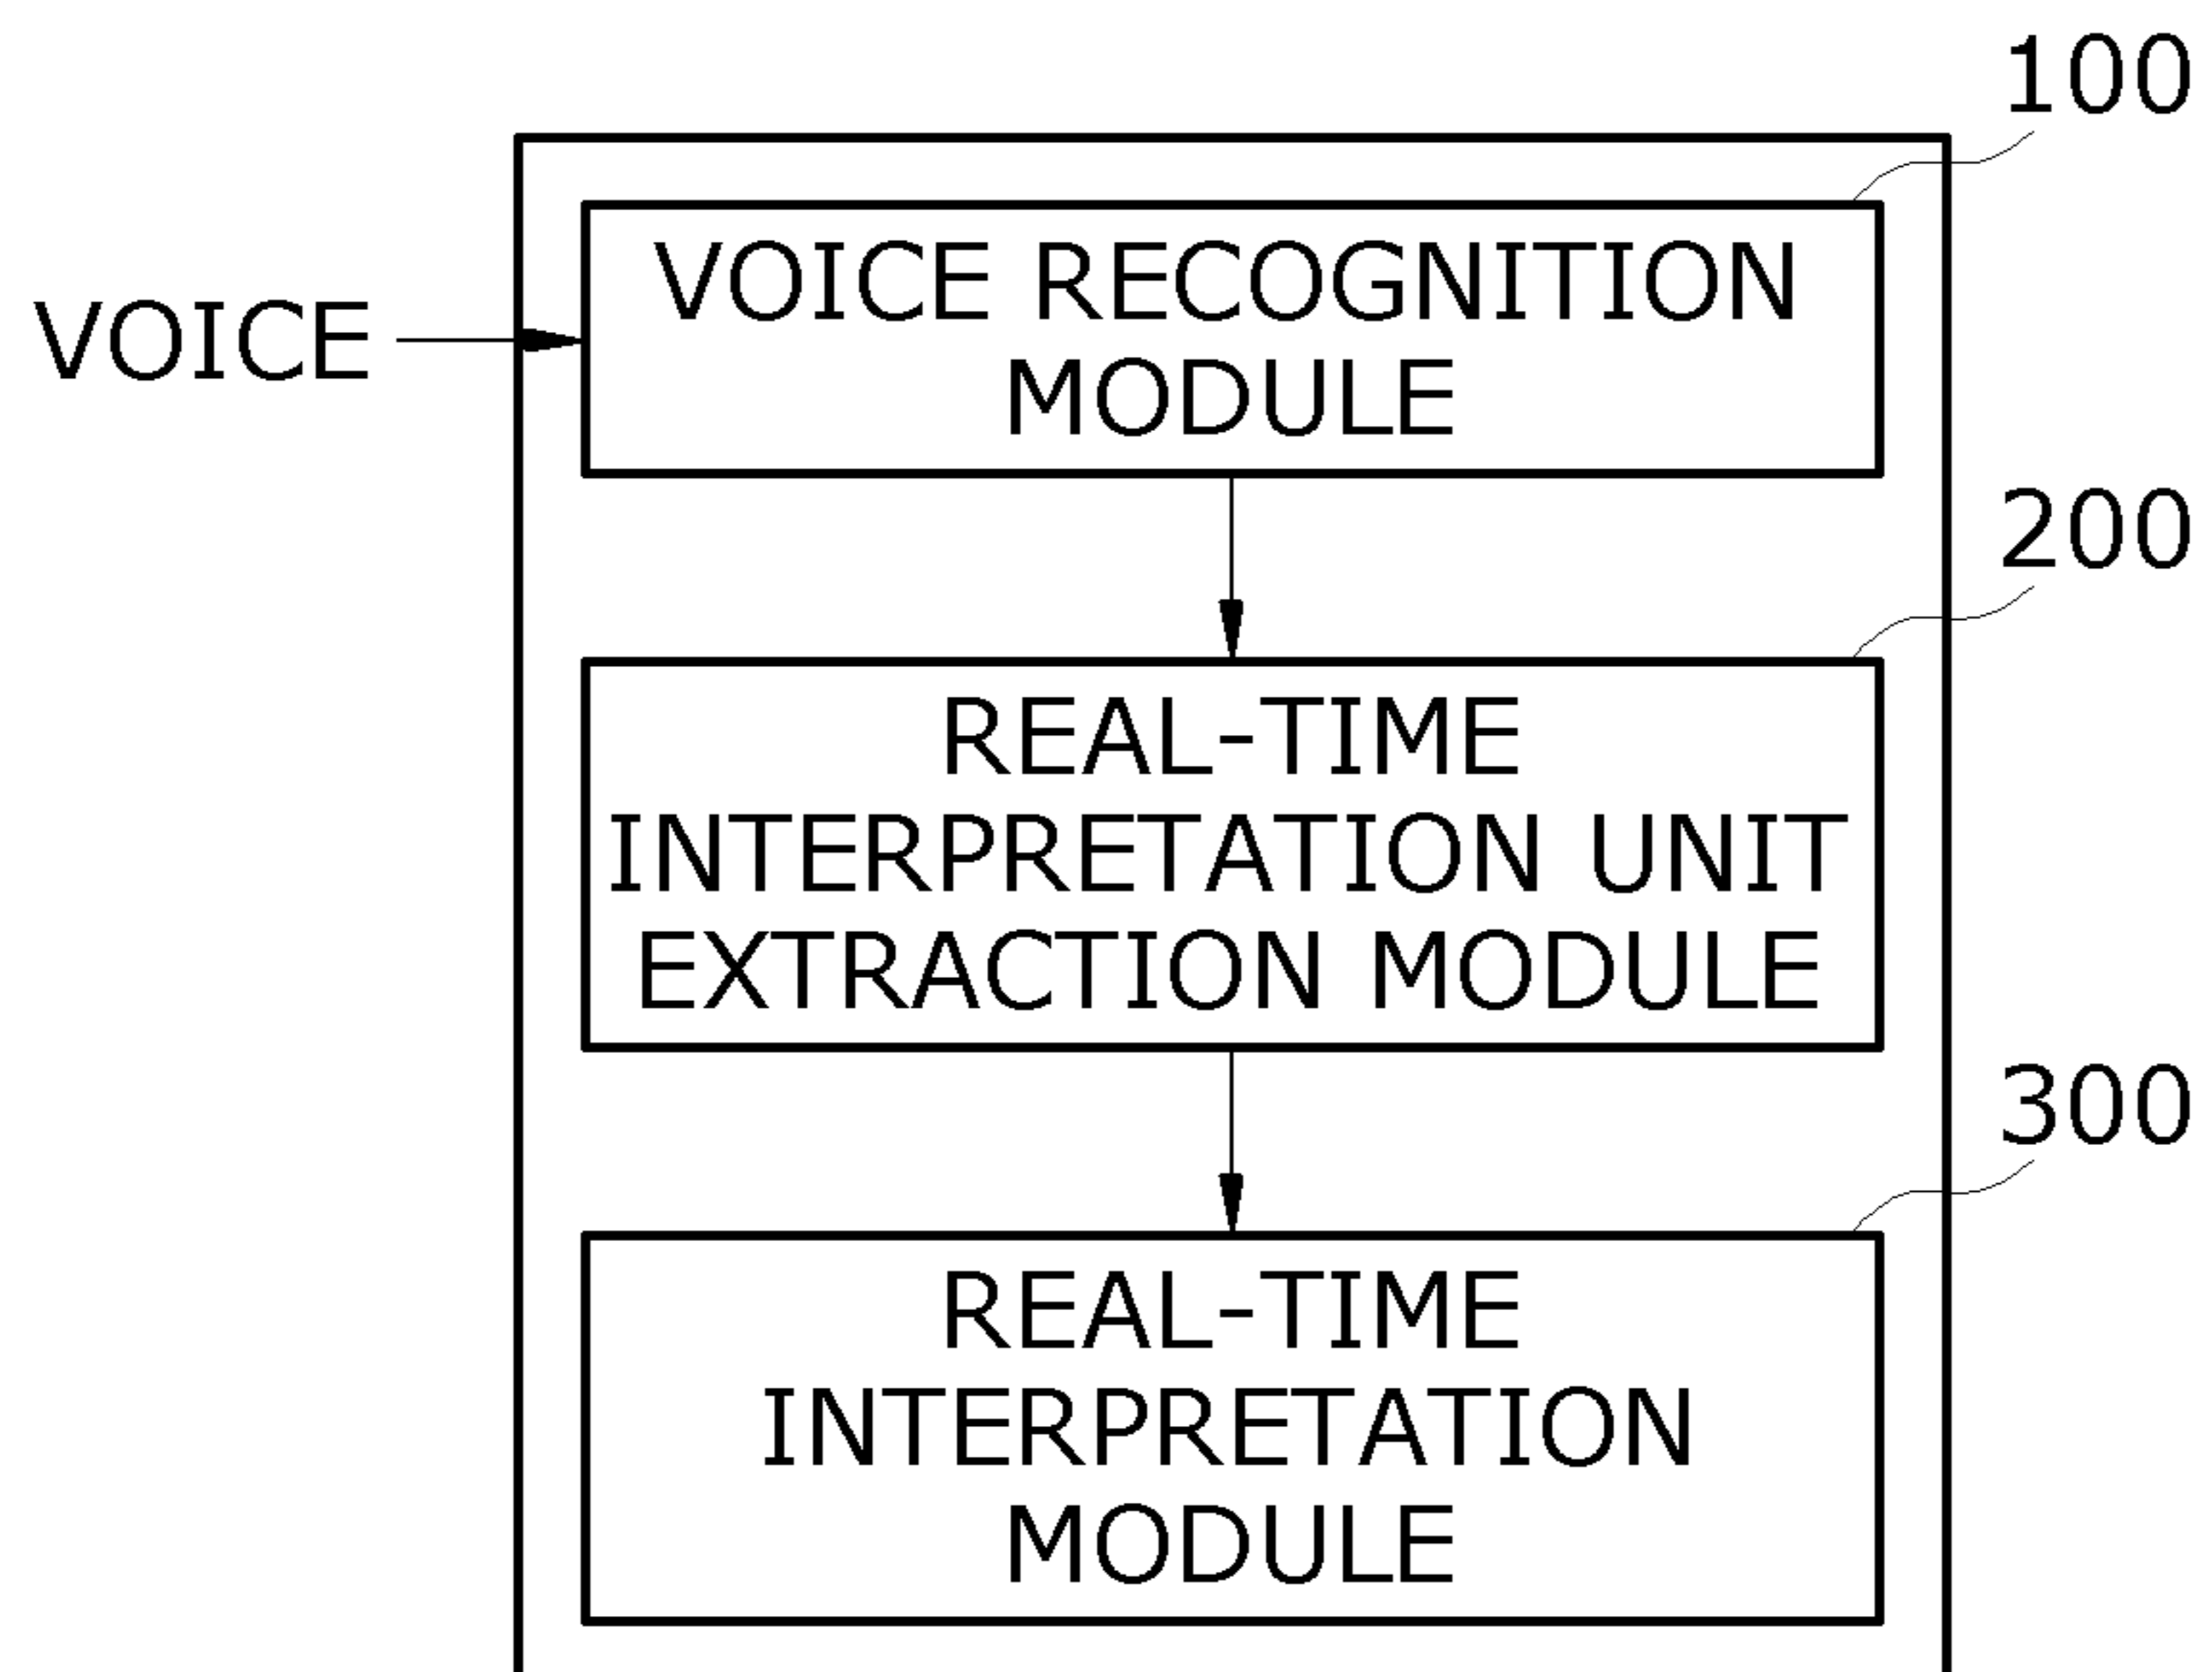 100
VOICE RECOGNITION
MODULE
VOICE
200
REAL-TIME
INTERPRETATION UNIT
EXTRACTION MODULE
300
REAL-TIME
INTERPRETATION
MODULE